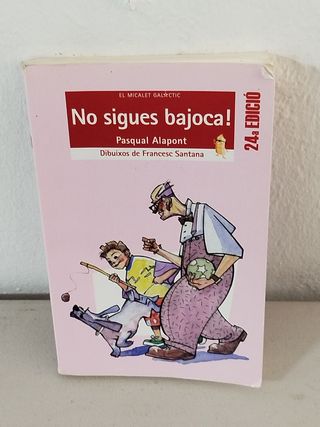 EL MICALET GALÀCTIC
No sigues bajoca!
Pasqual Alapont
Dibuixos de Francesc Santana
24a EDICIÓ